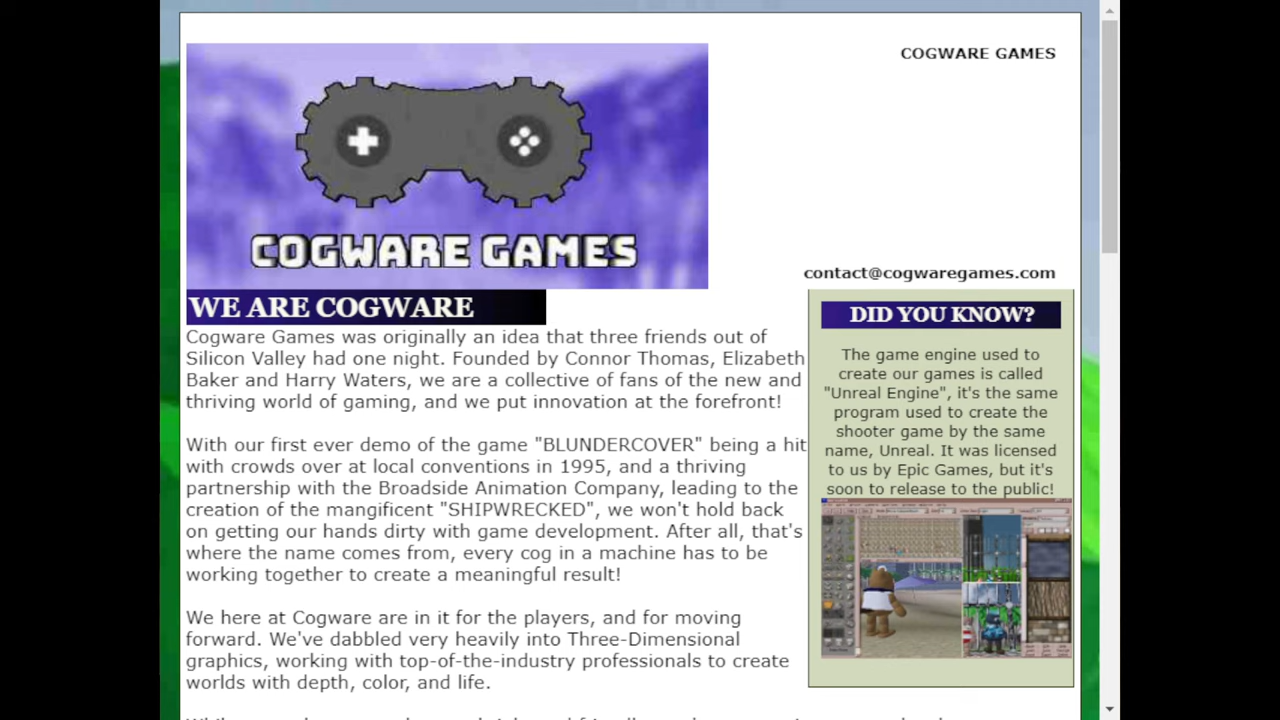 COGWARE GAMES
COGWARE GAMES
contact@cogwaregames.com
WE ARE COGWARE
Cogware Games was originally an idea that three friends out of
Silicon Valley had one night. Founded by Connor Thomas, Elizabeth
Baker and Harry Waters, we are a collective of fans of the new and
thriving world of gaming, and we put innovation at the forefront!
With our first ever demo of the game "BLUNDERCOVER" being a hit
with crowds over at local conventions in 1995, and a thriving
partnership with the Broadside Animation Company, leading to the
creation of the mangificent "SHIPWRECKED", we won't hold back
on getting our hands dirty with game development. After all, that's
where the name comes from, every cog in a machine has to be
working together to create a meaningful result!
We here at Cogware are in it for the players, and for moving
forward. We've dabbled very heavily into Three-Dimensional
graphics, working with top-of-the-industry professionals to create
worlds with depth, color, and life.
DID YOU KNOW?
The game engine used to
create our games is called
"Unreal Engine", it's the same
program used to create the
shooter game by the same
name, Unreal. It was licensed
to us by Epic Games, but it's
soon to release to the public!